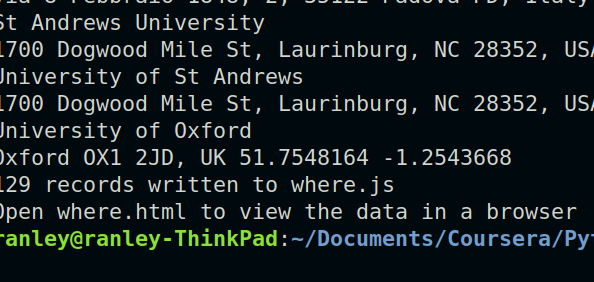 8 Febbraio 1848, 2, 35122 Padova PD, Italy
St Andrews University
1700 Dogwood Mile St, Laurinburg, NC 28352, USA
University of St Andrews
1700 Dogwood Mile St, Laurinburg, NC 28352, USA
University of Oxford
Oxford OX1 2JD, UK 51.7548164 -1.2543668
129 records written to where.js
Open where.html to view the data in a browser
ranley@ranley-ThinkPad:~/Documents/Coursera/Pyt